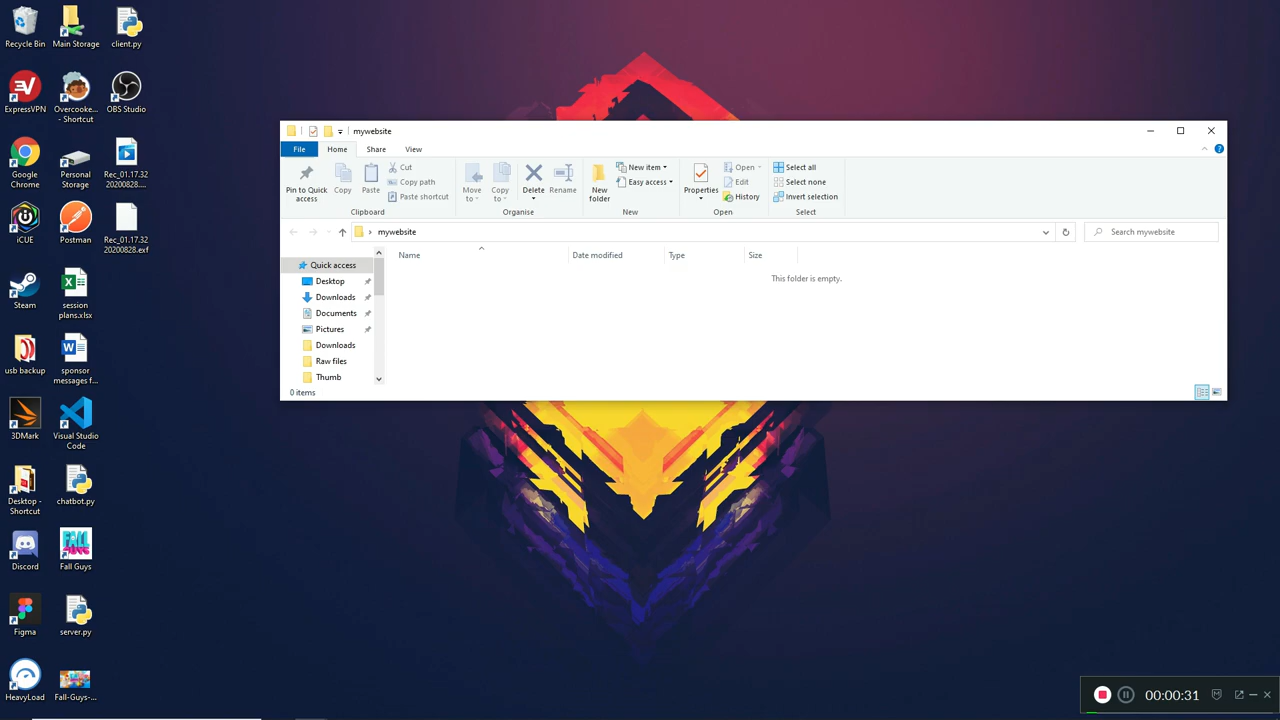 Recycle Bin
Main Storage
client.py
ExpressVPN
Overcooke...
- Shortcut
OBS Studio
Google
Chrome
Personal
Storage
Rec_01.17.32
20200828....
iCUE
Postman
Rec_01.17.32
20200828.exf
Steam
session
plans.xlsx
usb backup
sponsor
messages f...
3DMark
Visual Studio
Code
Desktop -
Shortcut
chatbot.py
Discord
Fall Guys
Figma
server.py
HeavyLoad
Fall-Guys-...
mywebsite
File Home Share View
Pin to Quick
access
Copy
Paste
Cut
Copy path
Paste shortcut
Clipboard
Move
to
Copy
to
Delete
Rename
Organise
New
folder
New item
Easy access
New
Properties
Open
Edit
History
Open
Select all
Select none
Invert selection
Select
mywebsite
Search mywebsite
Name Date modified Type Size
This folder is empty.
Quick access
Desktop
Downloads
Documents
Pictures
Downloads
Raw files
Thumb
0 items
00:00:31